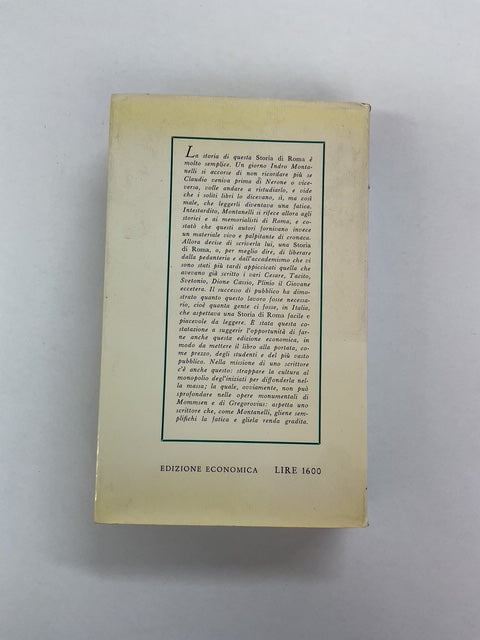 La storia di questa Storia di Roma è
molto semplice. Un giorno Indro Monta-
nelli si accorse di non ricordare più se
Claudio veniva prima di Nerone o vice-
versa, volle andare a ristudiarlo, e vide
che i soliti libri lo dicevano, sì, ma così
male, che leggerli diventava una fatica.
Intestardito, Montanelli si rifece allora agli
storici e ai memorialisti di Roma, e co-
statò che questi autori fornivano invece
un materiale vivo e palpitante di cronaca.
Allora decise di scriverla lui, una Storia
di Roma, o, per meglio dire, di liberare
dalla pedanteria e dall'accademismo che vi
sono stati più tardi appiccicati quella che
avevano già scritto i vari Cesare, Tacito,
Svetonio, Dione Cassio, Plinio il Giovane
eccetera. Il successo di pubblico ha dimo-
strato quanto questo lavoro fosse necessa-
rio, cioè quanta gente ci fosse, in Italia,
che aspettava una Storia di Roma facile e
piacevole da leggere. È stata questa co-
statazione a suggerir l'opportunità di far-
ne anche questa edizione economica, in
modo da mettere il libro alla portata, co-
me prezzo, degli studenti e del più vasto
pubblico. Nella missione di uno scrittore
c'è anche questo: strappare la cultura al
monopolio degl'iniziati per diffonderla nel-
la massa; la quale, ovviamente, non può
sprofondare nelle opere monumentali di
Mommsen e di Gregorovius: aspetta uno
scrittore che, come Montanelli, gliene sem-
plifichi la fatica e gliela renda gradita.
EDIZIONE ECONOMICA LIRE 1600